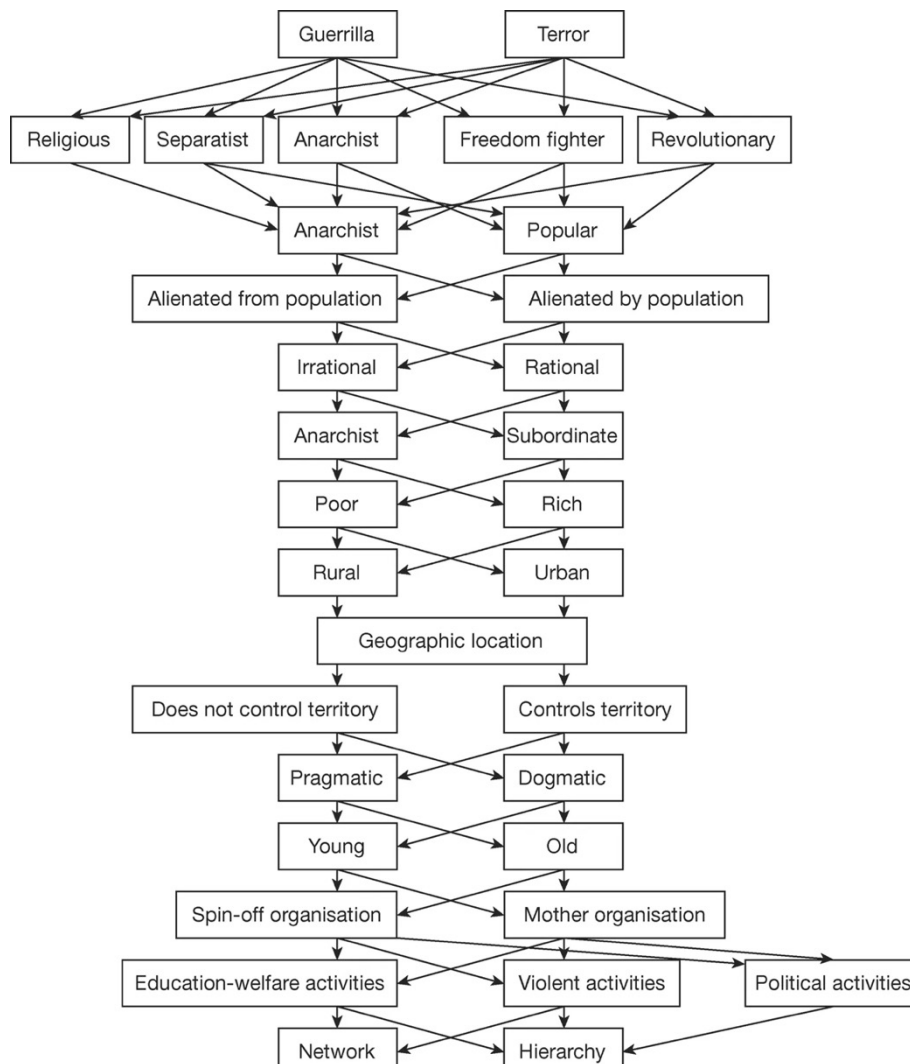 Guerrilla
Terror
Religious
Separatist
Anarchist
Freedom fighter
Revolutionary
Anarchist
Popular
Alienated from population
Alienated by population
Irrational
Rational
Anarchist
Subordinate
Poor
Rich
Rural
Urban
Geographic location
Does not control territory
Controls territory
Pragmatic
Dogmatic
Young
Old
Spin-off organisation
Mother organisation
Education-welfare activities
Violent activities
Political activities
Network
Hierarchy